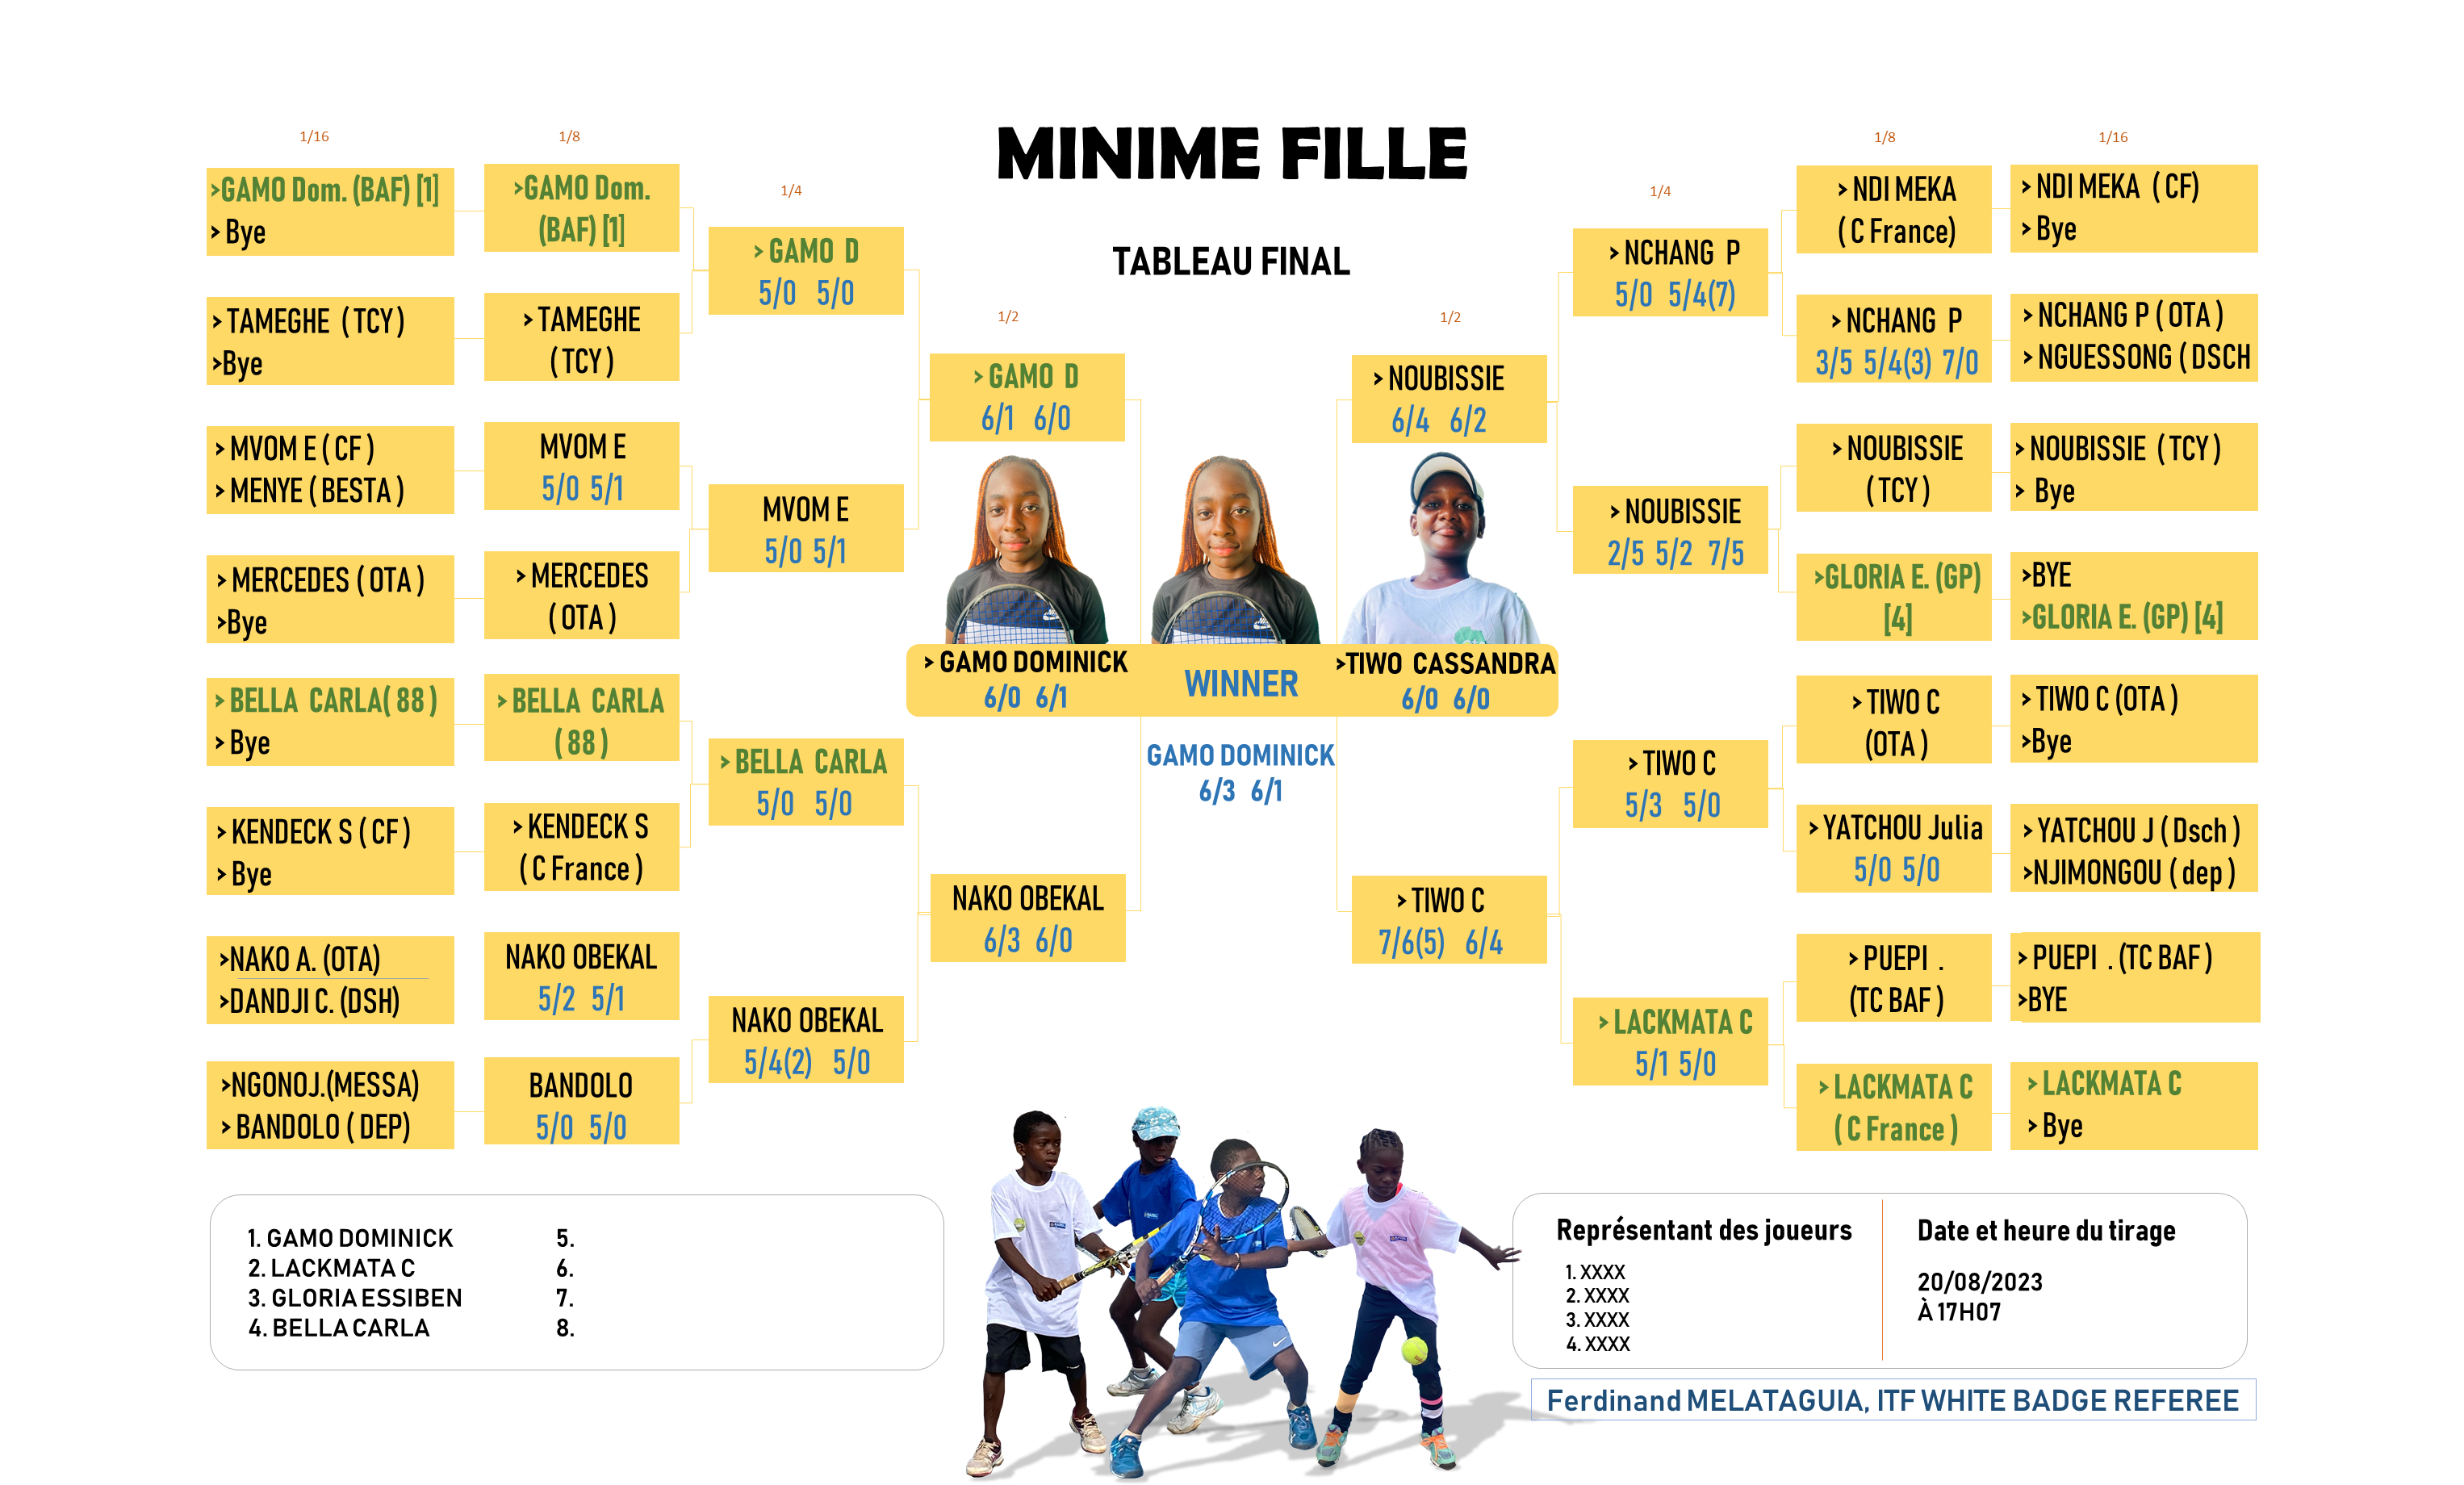 MINIME FILLE
TABLEAU FINAL
1/16
>GAMO Dom. (BAF) [1]
> Bye
> TAMEGHE (TCY)
>Bye
> MVOM E (CF)
> MENYE (BESTA)
> MERCEDES (OTA)
>Bye
> BELLA CARLA( 88 )
> Bye
> KENDECK S (CF)
> Bye
>NAKO A. (OTA)
>DANDJI C. (DSH)
>NGONOJ.(MESSA)
> BANDOLO ( DEP)
1/8
>GAMO Dom.
(BAF) [1]
> TAMEGHE
( TCY )
MVOM E
5/0 5/1
> MERCEDES
( OTA )
> BELLA CARLA
( 88 )
> KENDECK S
( C France )
NAKO OBEKAL
5/2 5/1
BANDOLO
5/0 5/0
1/4
> GAMO D
5/0 5/0
MVOM E
5/0 5/1
> BELLA CARLA
5/0 5/0
NAKO OBEKAL
5/4(2) 5/0
1/2
> GAMO D
6/1 6/0
NAKO OBEKAL
6/3 6/0
> GAMO DOMINICK
6/0 6/1
WINNER
GAMO DOMINICK
6/3 6/1
>TIWO CASSANDRA
6/0 6/0
1/2
> NOUBISSIE
6/4 6/2
> TIWO C
7/6(5) 6/4
1/4
> NCHANG P
5/0 5/4(7)
> NOUBISSIE
2/5 5/2 7/5
> TIWO C
5/3 5/0
> LACKMATA C
5/1 5/0
1/8
> NDI MEKA
( C France)
> NCHANG P
3/5 5/4(3) 7/0
> NOUBISSIE
( TCY )
>GLORIA E. (GP)
[4]
> TIWO C
(OTA )
> YATCHOU Julia
5/0 5/0
> PUEPI .
(TC BAF )
> LACKMATA C
( C France )
1/16
> NDI MEKA ( CF)
> Bye
> NCHANG P ( OTA )
> NGUESSONG ( DSCH
> NOUBISSIE ( TCY )
> Bye
>BYE
>GLORIA E. (GP) [4]
> TIWO C (OTA )
>Bye
> YATCHOU J ( Dsch )
>NJIMONGOU ( dep )
> PUEPI . (TC BAF )
>BYE
> LACKMATA C
> Bye
1. GAMO DOMINICK
2. LACKMATA C
3. GLORIA ESSIBEN
4. BELLA CARLA
5.
6.
7.
8.
Représentant des joueurs
1. XXXX
2. XXXX
3. XXXX
4. XXXX
Date et heure du tirage
20/08/2023
À 17H07
Ferdinand MELATAGUIA, ITF WHITE BADGE REFEREE